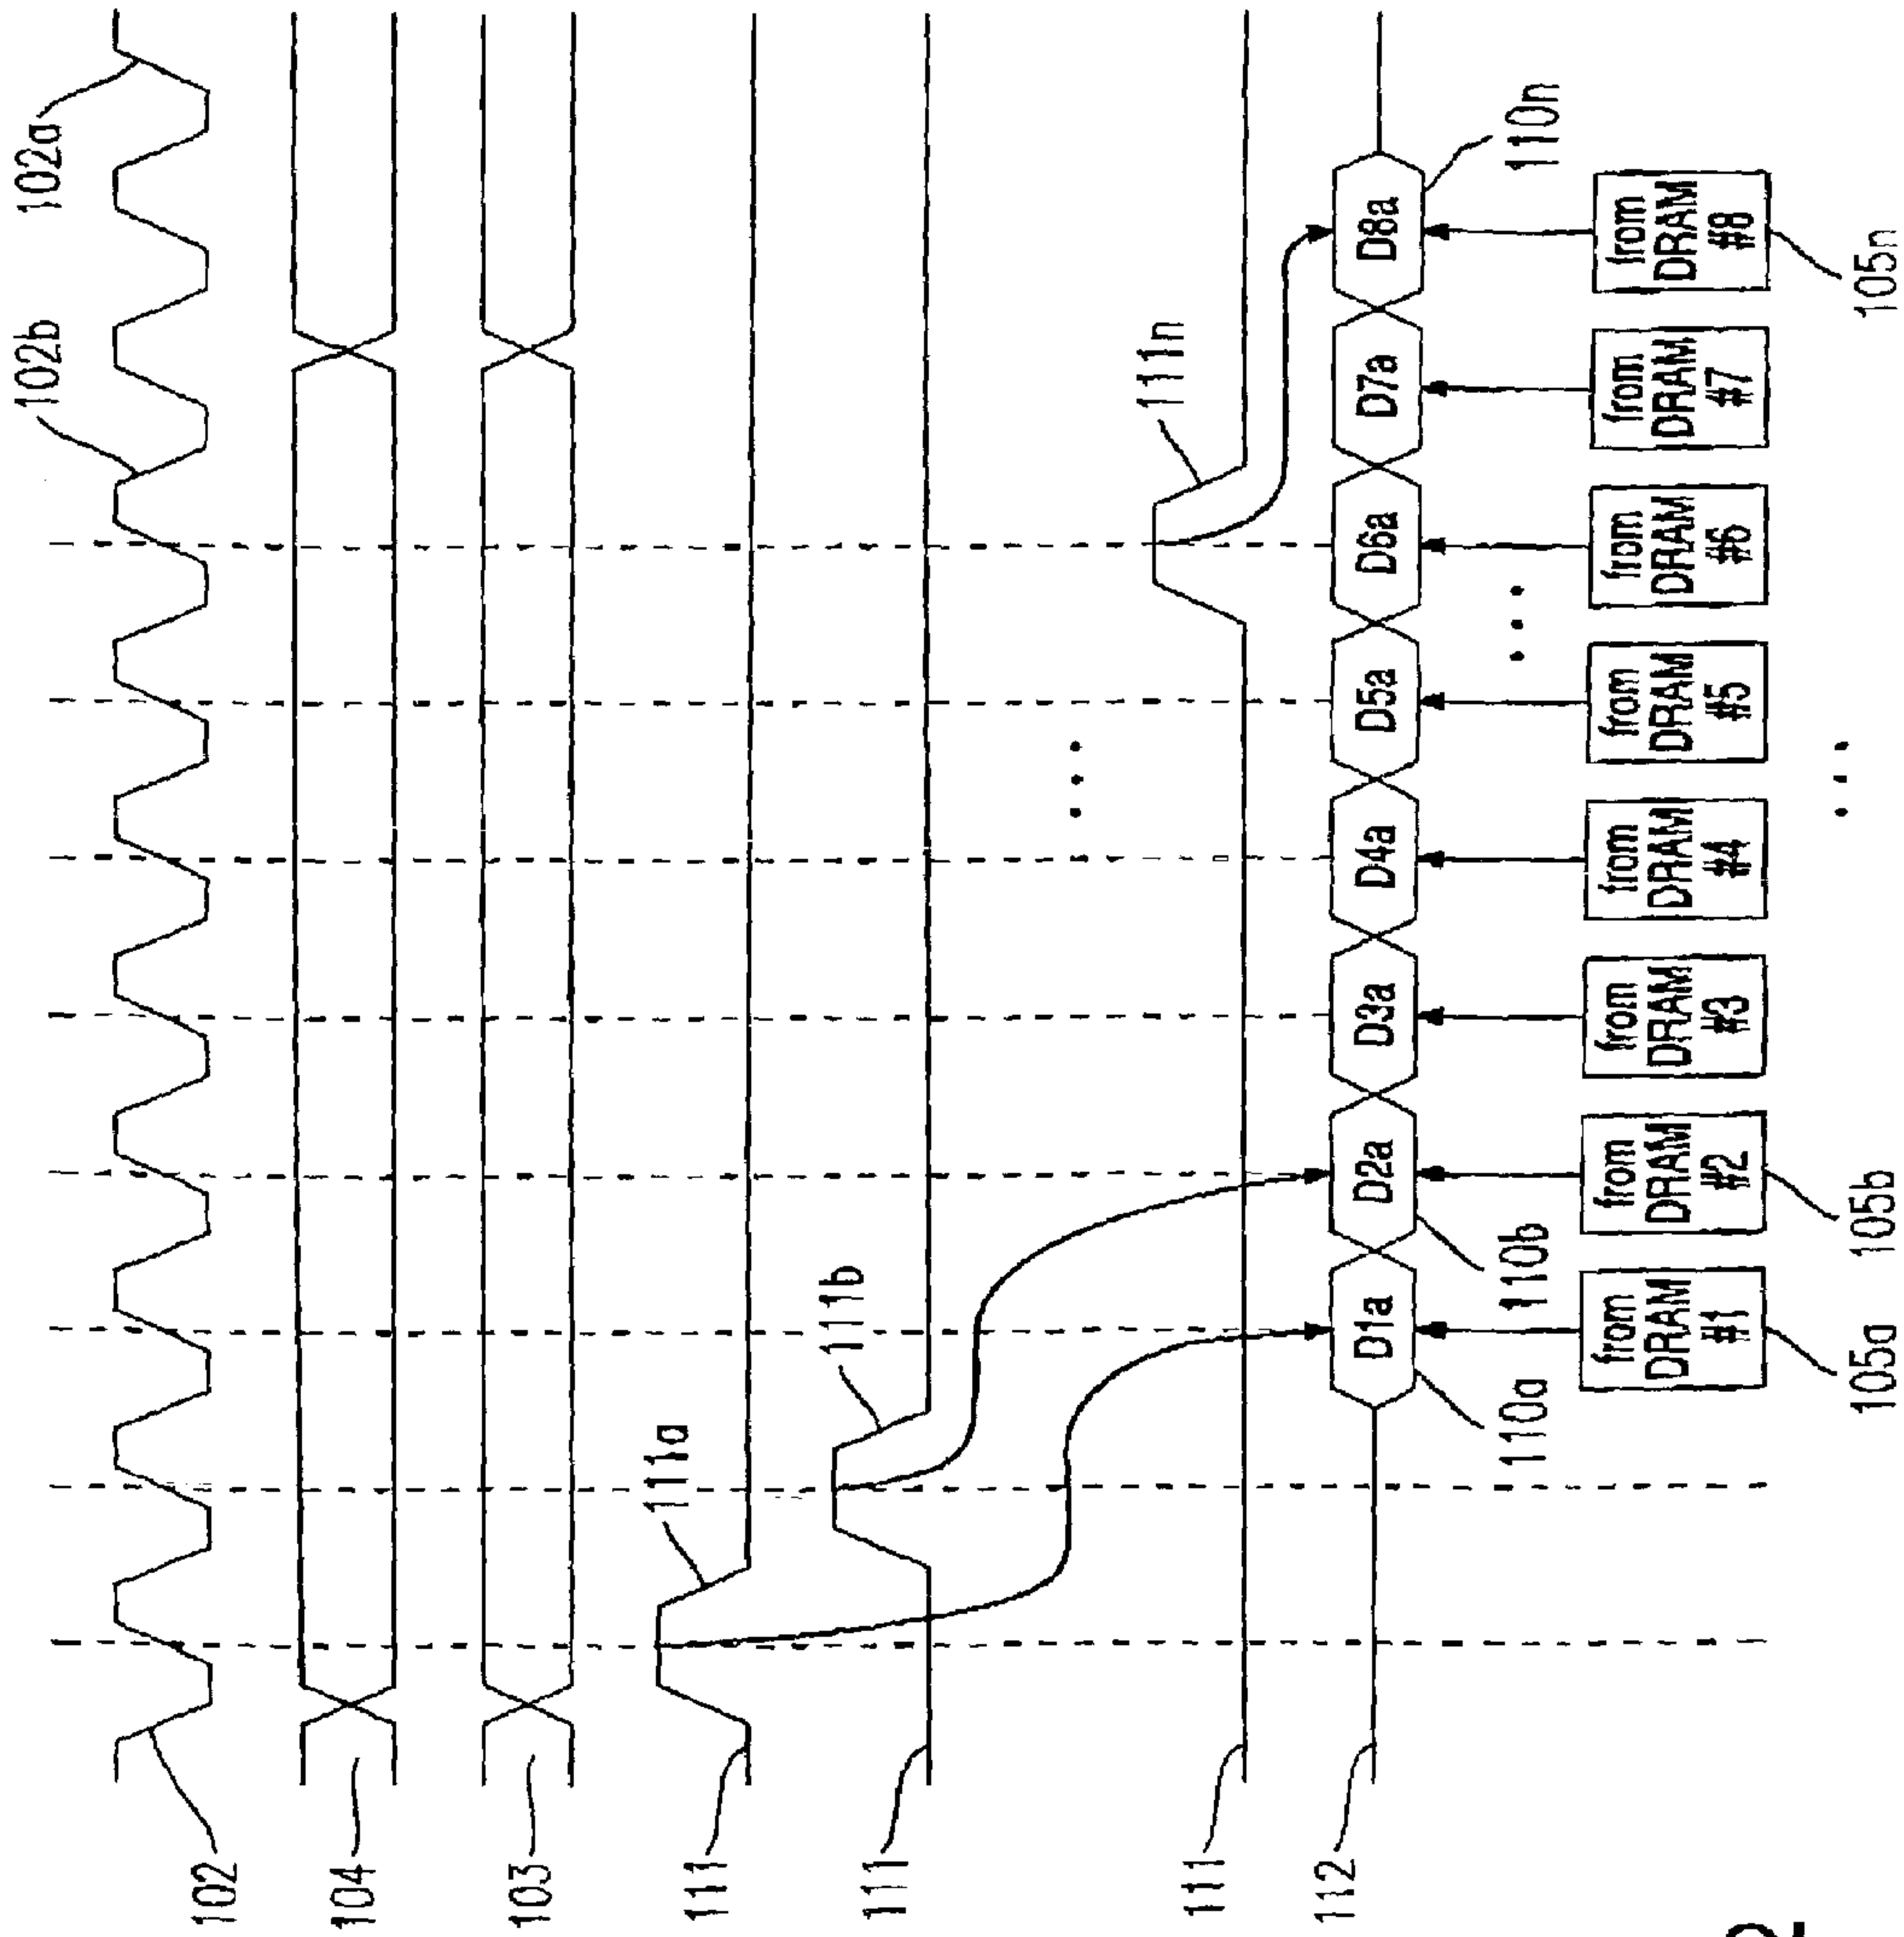 102b 102a
102
104
103
111a
111
111b
111
111n
111
112
D1a D2a D3a D4a D5a D6a D7a D8a
110a 110b ... 110n
from from from from from from from from
DRAM DRAM DRAM DRAM DRAM DRAM DRAM DRAM
#1 #2 #3 #4 #5 #6 #7 #8
105a 105b ... 105n
2